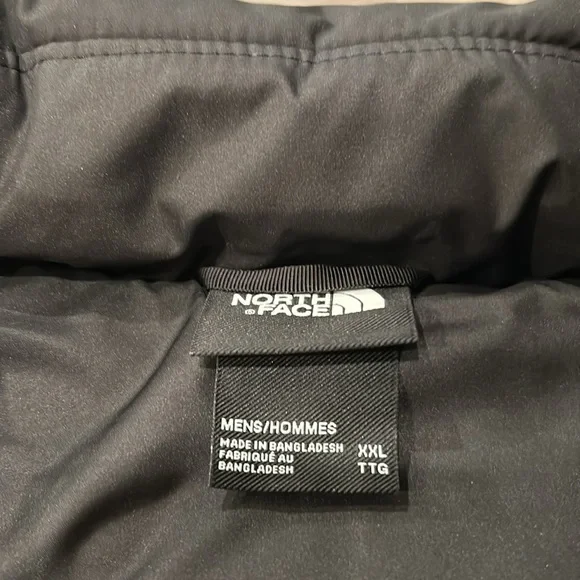 NORTH
® FACE
MENS/HOMMES
MADE IN BANGLADESH XXL
FABRIQUÉ AU TTG
BANGLADESH